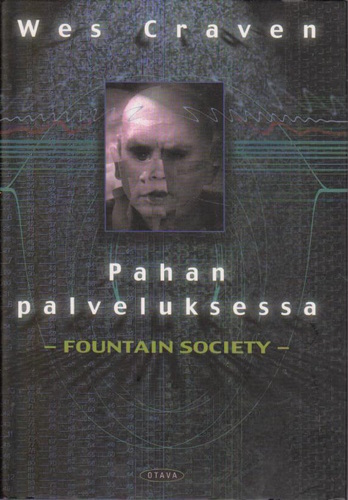 Wes Craven
Pahan
palveluksessa
– FOUNTAIN SOCIETY –
OTAVA